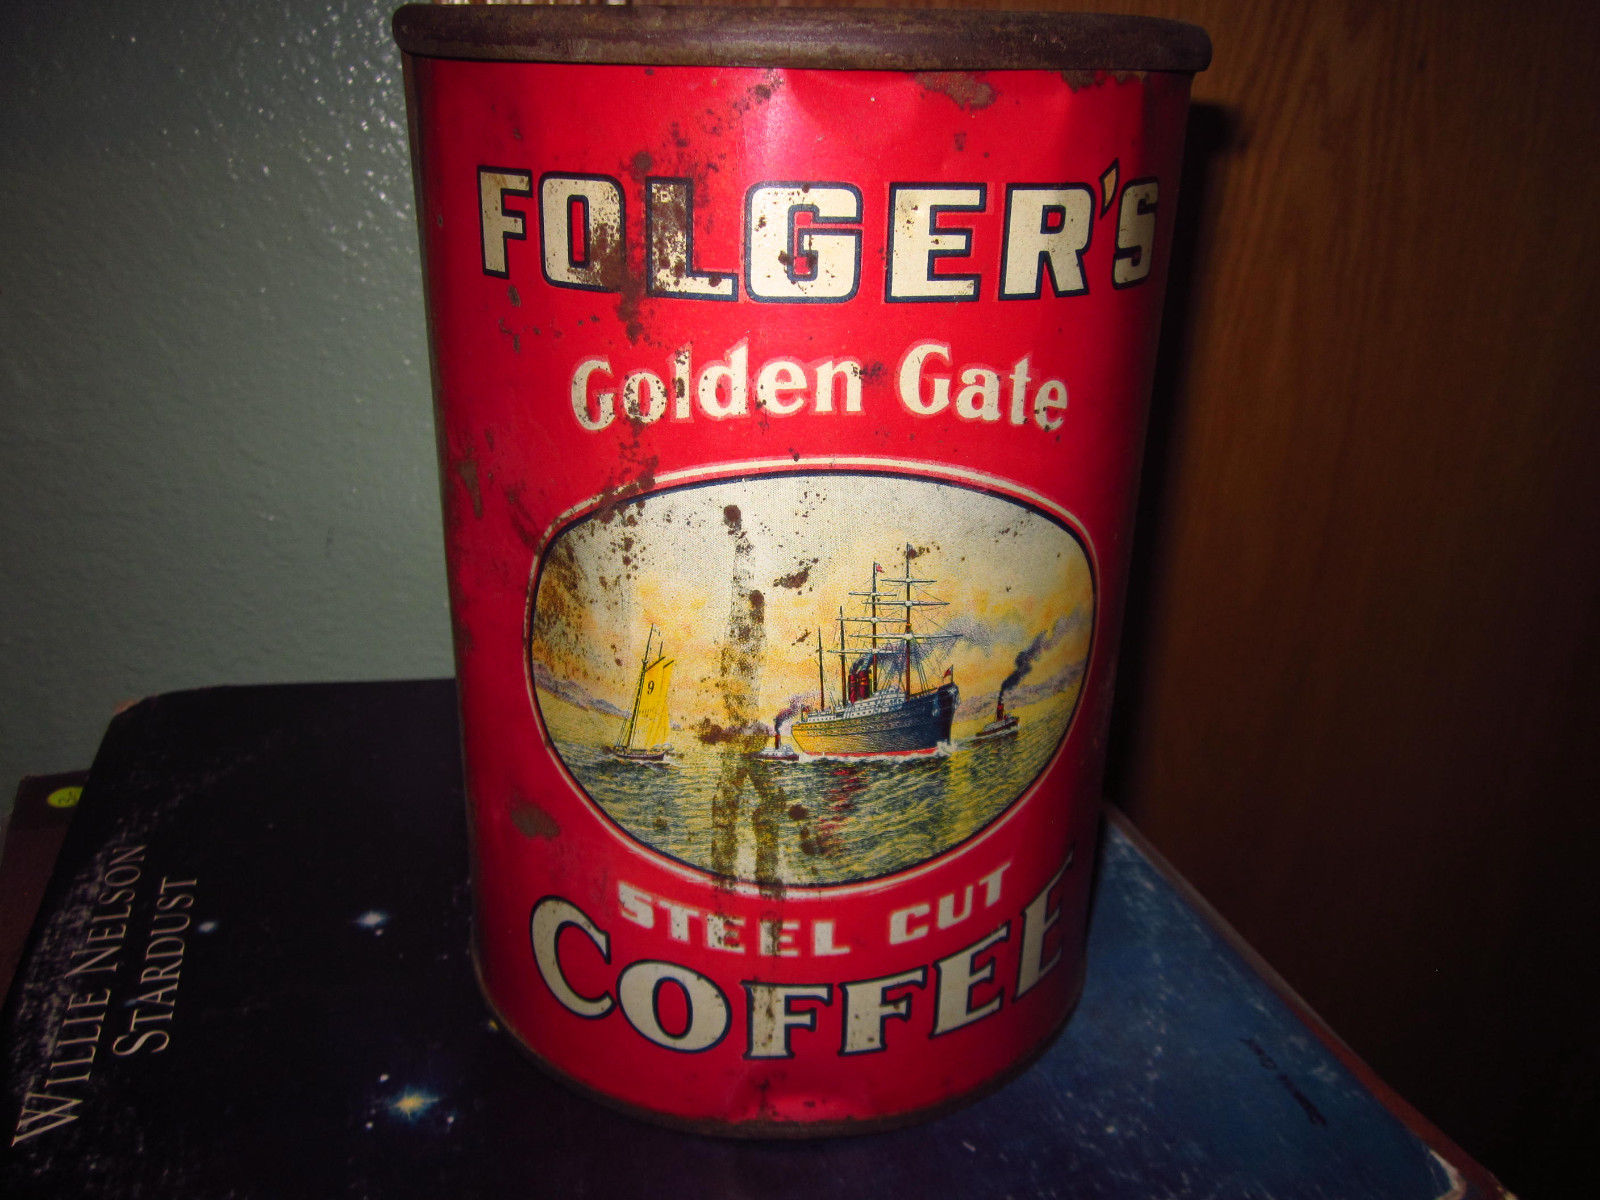 FOLGER'S
Golden Gate
9
STEEL CUT
COFFEE
WILLIE NELSON
STARDUST